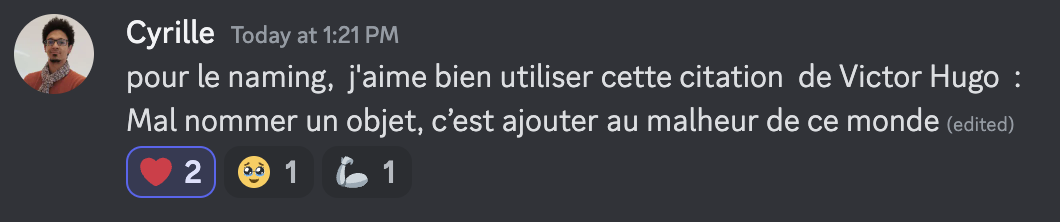 Cyrille Today at 1:21 PM
pour le naming, j'aime bien utiliser cette citation de Victor Hugo :
Mal nommer un objet, c’est ajouter au malheur de ce monde (edited)
2 1 1